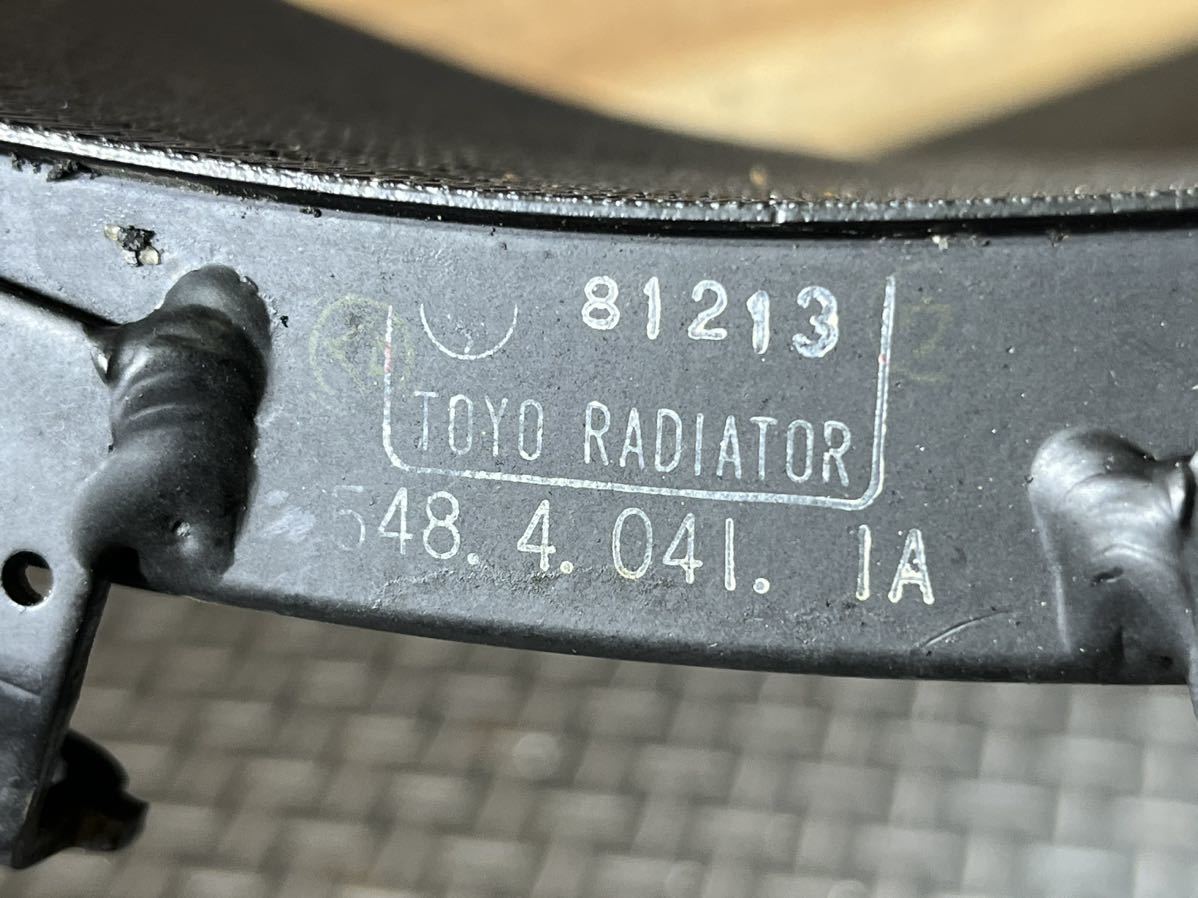 81213
TOYO RADIATOR
548. 4. 041. 1A